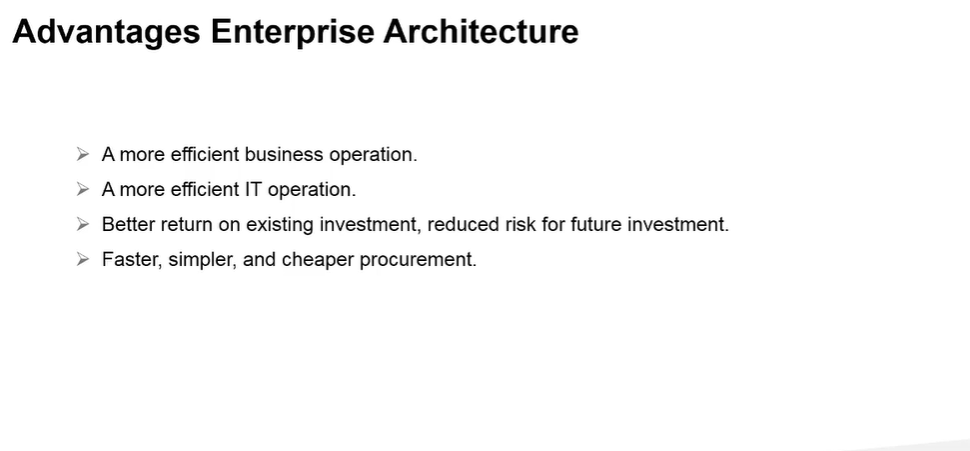 Advantages Enterprise Architecture
➢ A more efficient business operation.
➢ A more efficient IT operation.
➢ Better return on existing investment, reduced risk for future investment.
➢ Faster, simpler, and cheaper procurement.